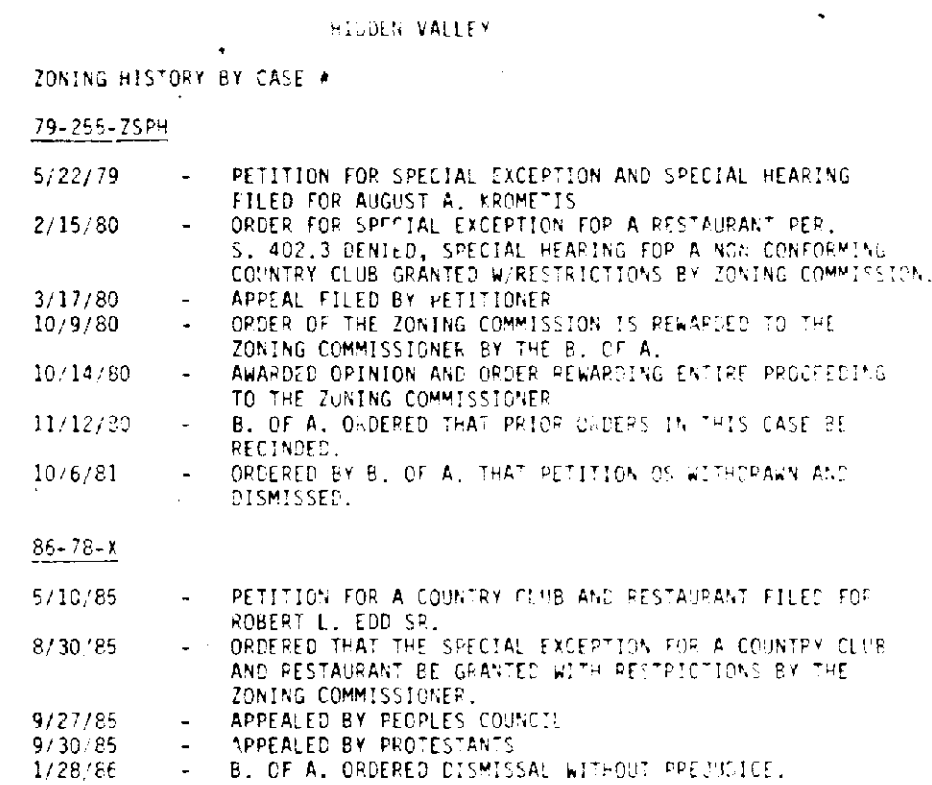 HIDDEN VALLEY
ZONING HISTORY BY CASE #
79-255-ZSPH
5/22/79 - PETITION FOR SPECIAL EXCEPTION AND SPECIAL HEARING
FILED FOR AUGUST A. KROMETIS
2/15/80 - ORDER FOR SPECIAL EXCEPTION FOR A RESTAURANT PER.
S. 402.3 DENIED, SPECIAL HEARING FOR A NON CONFORMING
COUNTRY CLUB GRANTED W/RESTRICTIONS BY ZONING COMMISSION.
3/17/80 - APPEAL FILED BY PETITIONER
10/9/80 - ORDER OF THE ZONING COMMISSION IS REWARDED TO THE
ZONING COMMISSIONER BY THE B. OF A.
10/14/80 - AWARDED OPINION AND ORDER REWARDING ENTIRE PROCEEDING
TO THE ZONING COMMISSIONER
11/12/80 - B. OF A. ORDERED THAT PRIOR ORDERS IN THIS CASE BE
RECINDED.
10/6/81 - ORDERED BY B. OF A. THAT PETITION OS WITHDRAWN AND
DISMISSED.
86-78-X
5/10/85 - PETITION FOR A COUNTRY CLUB AND RESTAURANT FILED FOR
ROBERT L. EDD SR.
8/30/85 - ORDERED THAT THE SPECIAL EXCEPTION FOR A COUNTRY CLUB
AND RESTAURANT BE GRANTED WITH RESTRICTIONS BY THE
ZONING COMMISSIONER.
9/27/85 - APPEALED BY PEOPLES COUNCIL
9/30/85 - APPEALED BY PROTESTANTS
1/28/86 - B. OF A. ORDERED DISMISSAL WITHOUT PREJUDICE.